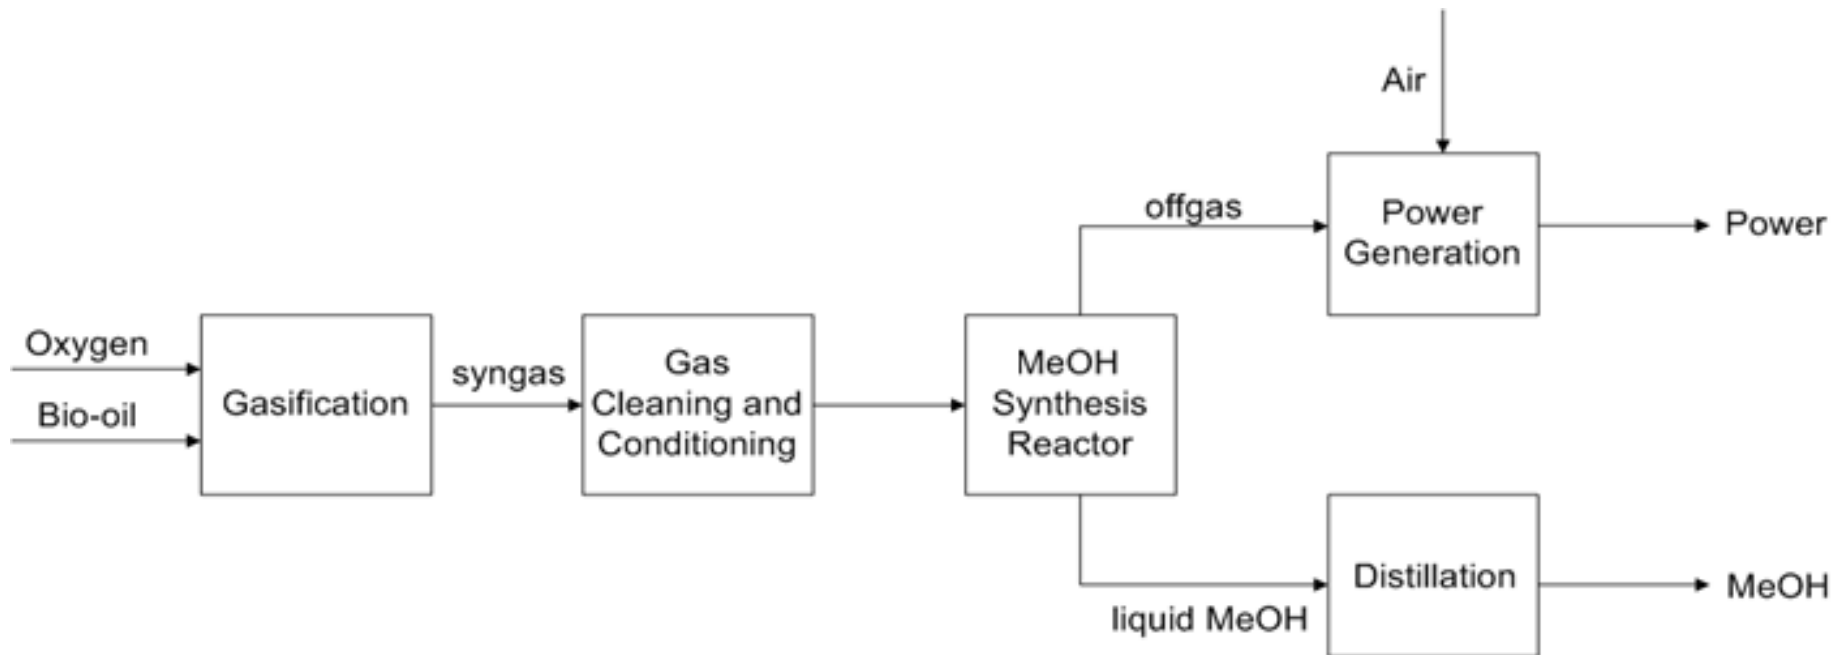 Air
offgas
Power
Generation
Power
Oxygen
Bio-oil
Gasification
syngas
Gas
Cleaning and
Conditioning
MeOH
Synthesis
Reactor
liquid MeOH
Distillation
MeOH